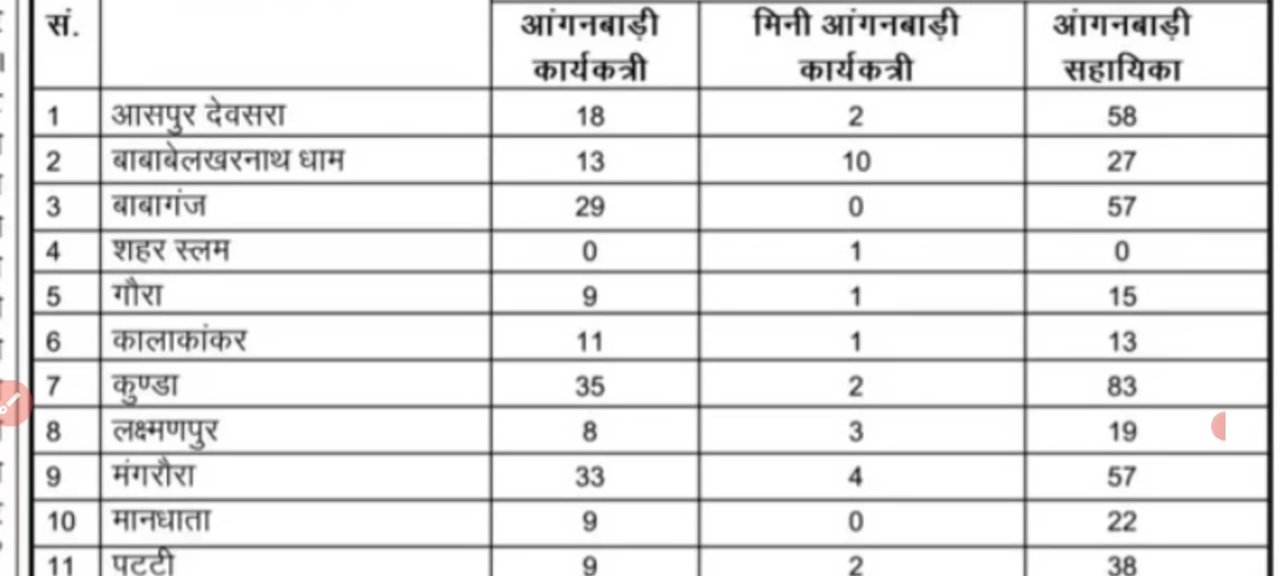 सं. आंगनबाड़ी मिनी आंगनबाड़ी आंगनबाड़ी
कार्यकत्री कार्यकत्री सहायिका
1 आसपुर देवसरा 18 2 58
2 बाबाबेलखरनाथ धाम 13 10 27
3 बाबागंज 29 0 57
4 शहर स्लम 0 1 0
5 गौरा 9 1 15
6 कालाकांकर 11 1 13
7 कुण्डा 35 2 83
8 लक्ष्मणपुर 8 3 19
9 मंगरौरा 33 4 57
10 मानधाता 9 0 22
11 पटटी 9 2 38